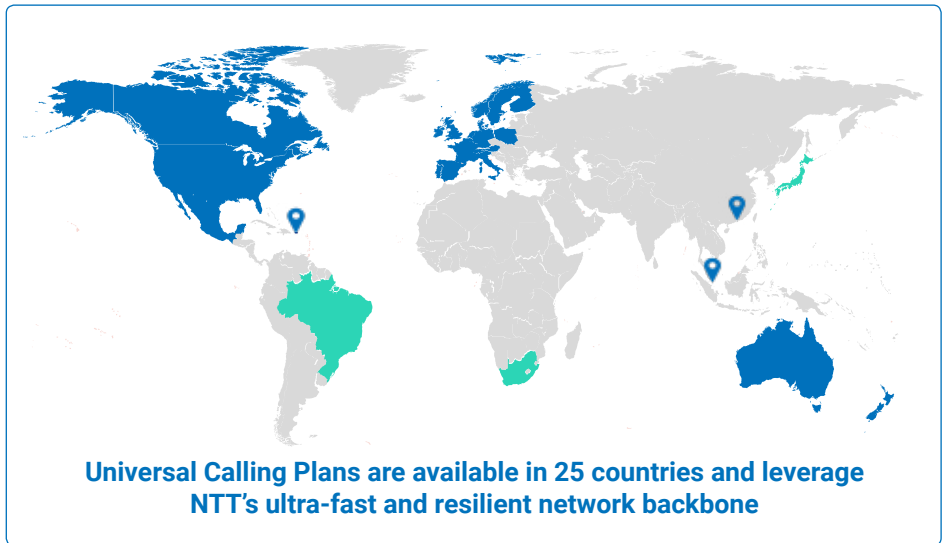 Universal Calling Plans are available in 25 countries and leverage
NTT’s ultra-fast and resilient network backbone